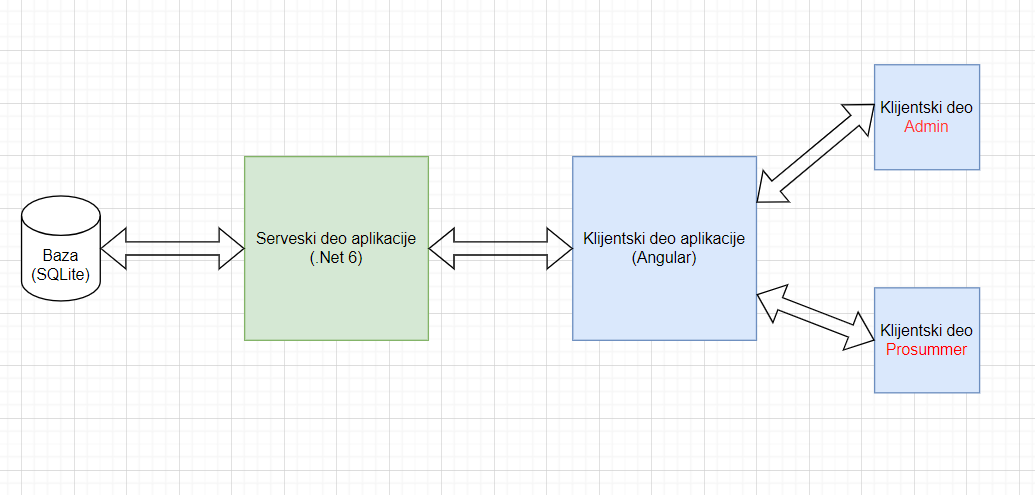 Baza
(SQLite)
Serveski deo aplikacije
(.Net 6)
Klijentski deo aplikacije
(Angular)
Klijentski deo
Admin
Klijentski deo
Prosummer